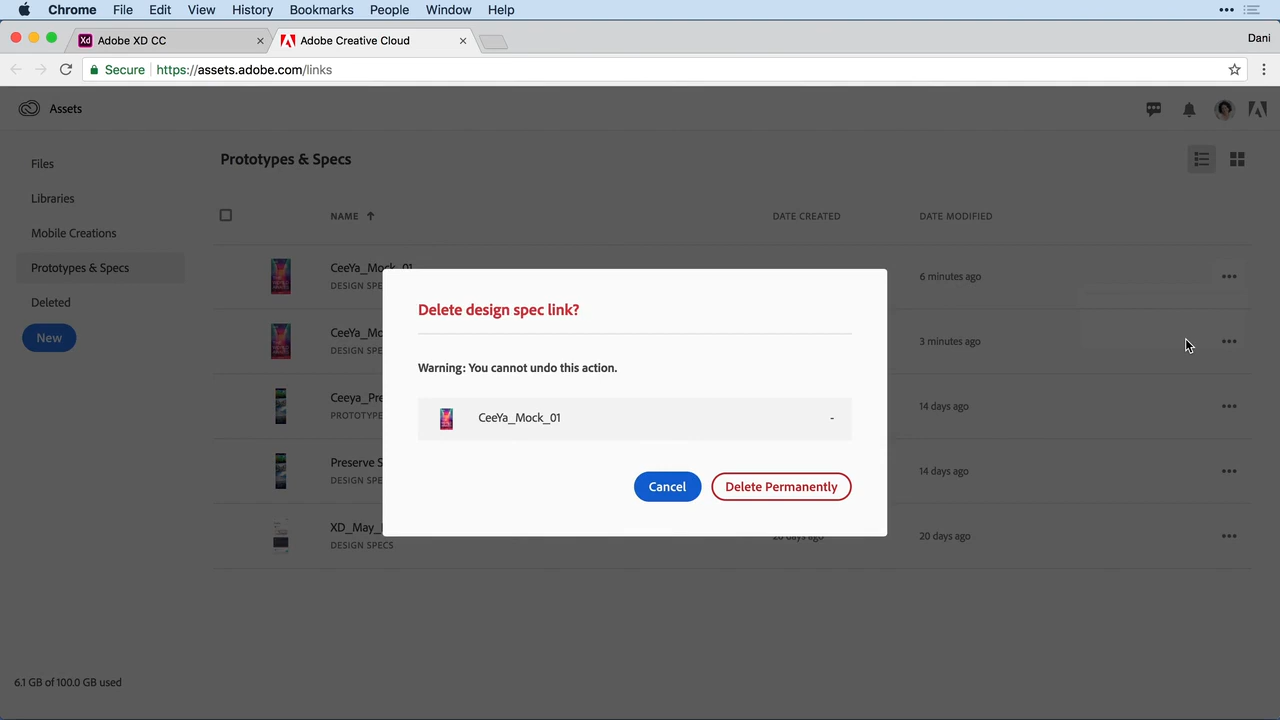 Chrome File Edit View History Bookmarks People Window Help
Xd Adobe XD CC
Adobe Creative Cloud
Dani
Secure https://assets.adobe.com/links
Assets
Files
Libraries
Mobile Creations
Prototypes & Specs
Deleted
New
6.1 GB of 100.0 GB used
Prototypes & Specs
NAME DATE CREATED DATE MODIFIED
CeeYa_Mock_01
DESIGN SPE
6 minutes ago
CeeYa_Mo
DESIGN SPE
3 minutes ago
Ceeya_Pre
PROTOTYPE
14 days ago
Preserve S
DESIGN SPE
14 days ago
XD_May_
DESIGN SPECS
20 days ago
20 days ago
Delete design spec link?
Warning: You cannot undo this action.
CeeYa_Mock_01 -
Cancel Delete Permanently